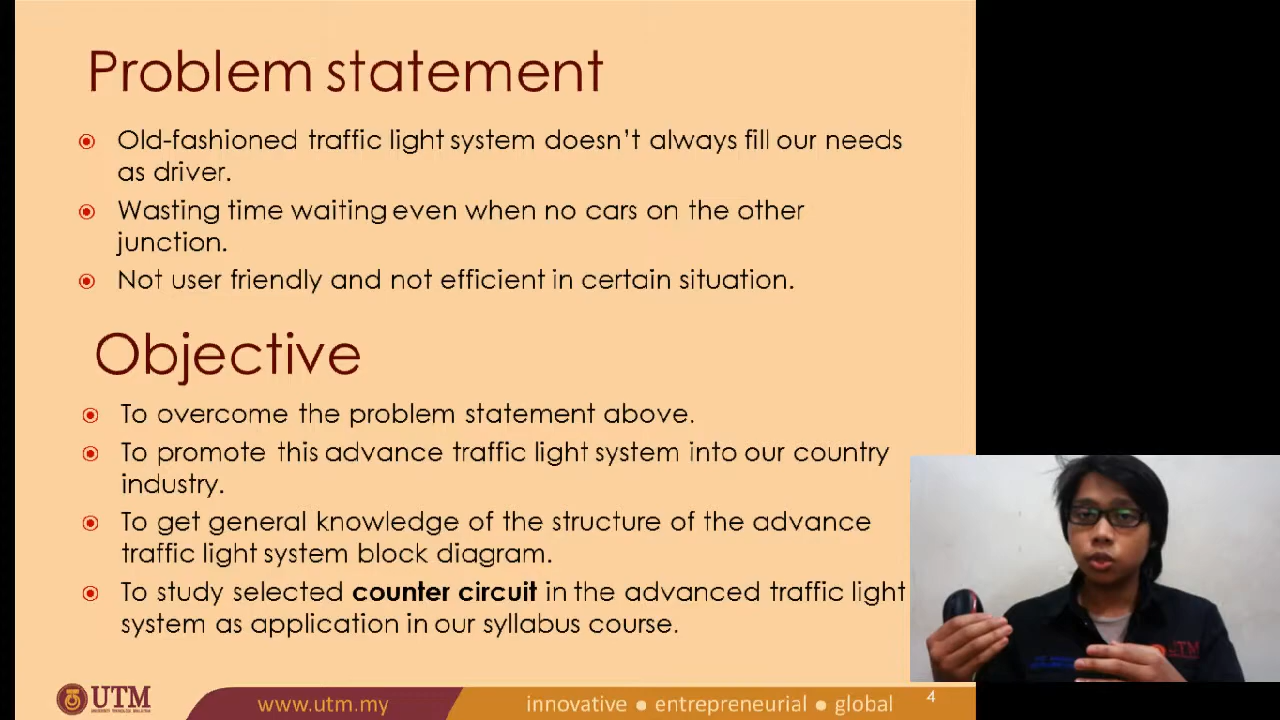 Problem statement
Old-fashioned traffic light system doesn't always fill our needs
as driver.
Wasting time waiting even when no cars on the other
junction.
Not user friendly and not efficient in certain situation.
Objective
To overcome the problem statement above.
To promote this advance traffic light system into our country
industry.
To get general knowledge of the structure of the advance
traffic light system block diagram.
To study selected counter circuit in the advanced traffic light
system as application in our syllabus course.
UTM
UTM
UNIVERSITI TEKNOLOGI MALAYSIA
www.utm.my
innovative ● entrepreneurial ● global
4